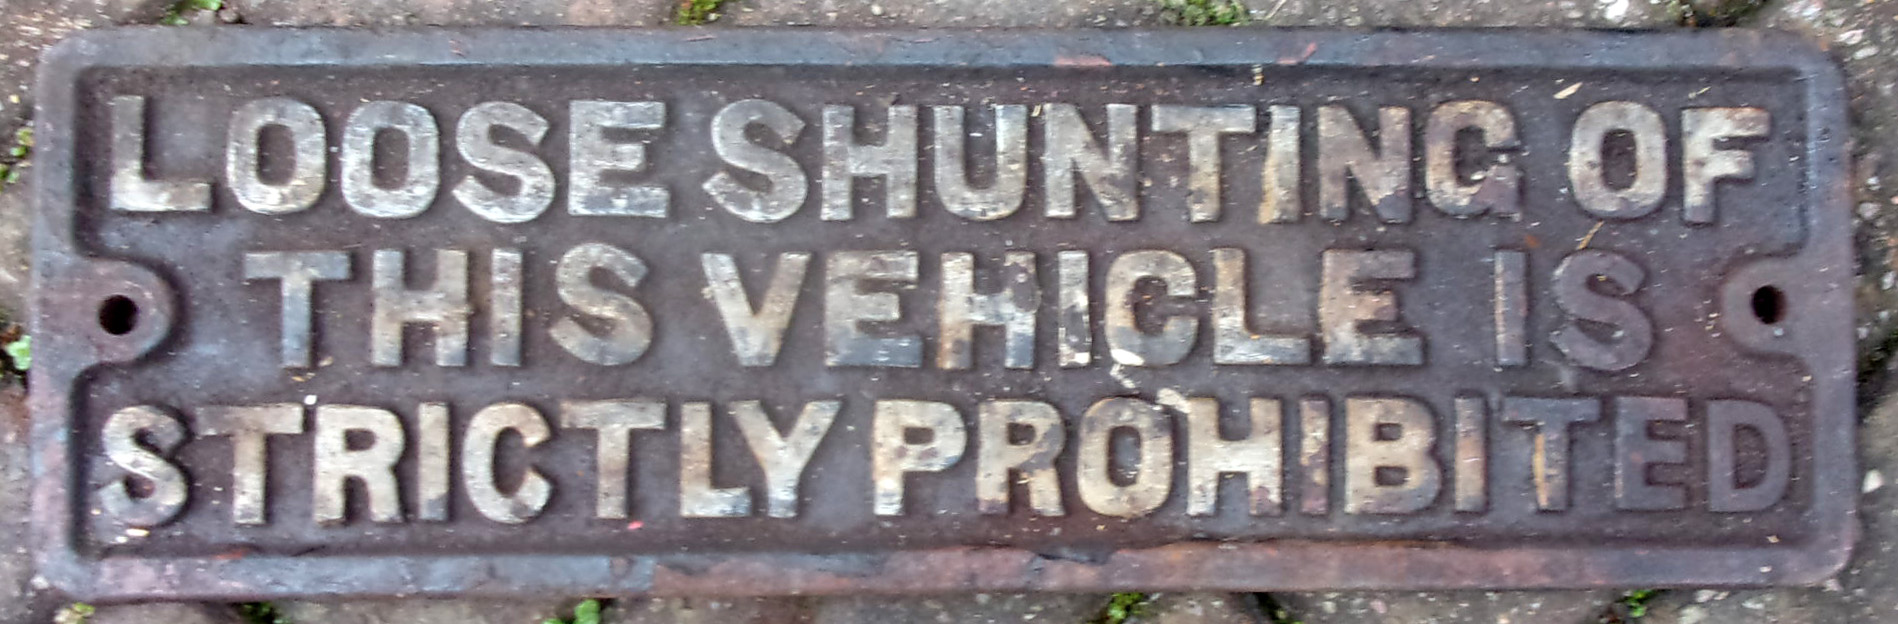 LOOSE SHUNTING OF
THIS VEHICLE IS
STRICTLY PROHIBITED